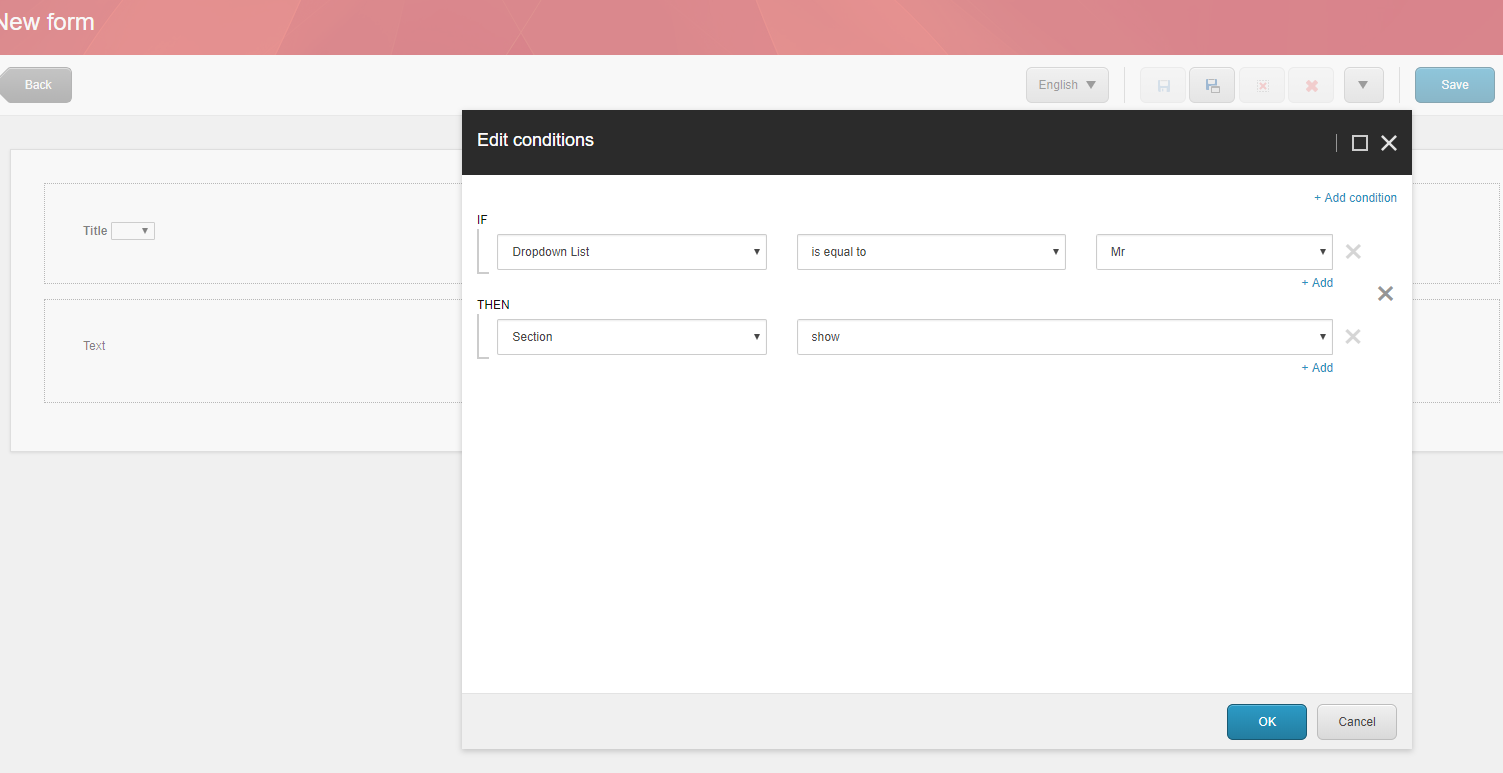 New form
Back
English
Save
Edit conditions
+ Add condition
IF
Title
Dropdown List
is equal to
Mr
+ Add
THEN
Text
Section
show
+ Add
OK
Cancel